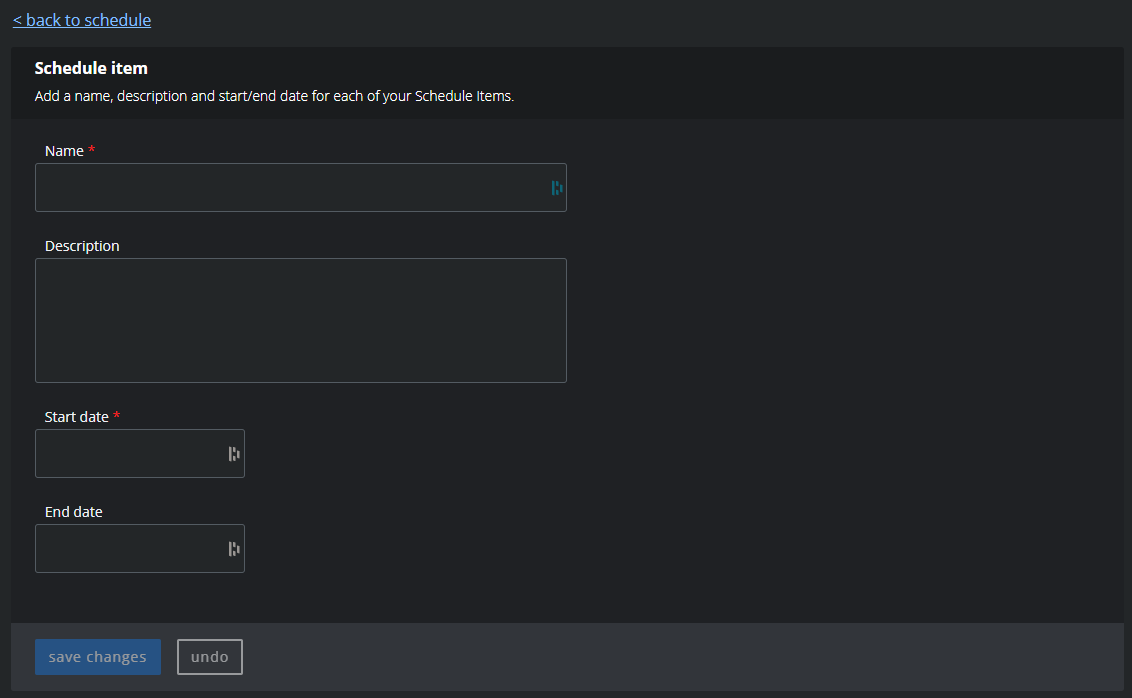 < back to schedule
Schedule item
Add a name, description and start/end date for each of your Schedule Items.
Name *
Description
Start date *
End date
save changes
undo